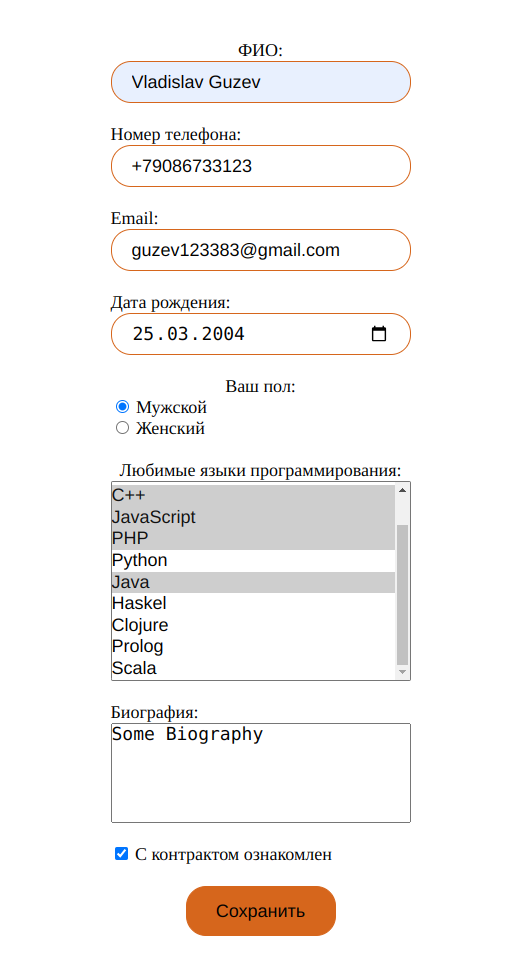 ФИО:
Vladislav Guzev
Номер телефона:
+79086733123
Email:
guzev123383@gmail.com
Дата рождения:
25.03.2004
Ваш пол:
Мужской
Женский
Любимые языки программирования:
C++
JavaScript
PHP
Python
Java
Haskel
Clojure
Prolog
Scala
Биография:
Some Biography
С контрактом ознакомлен
Сохранить